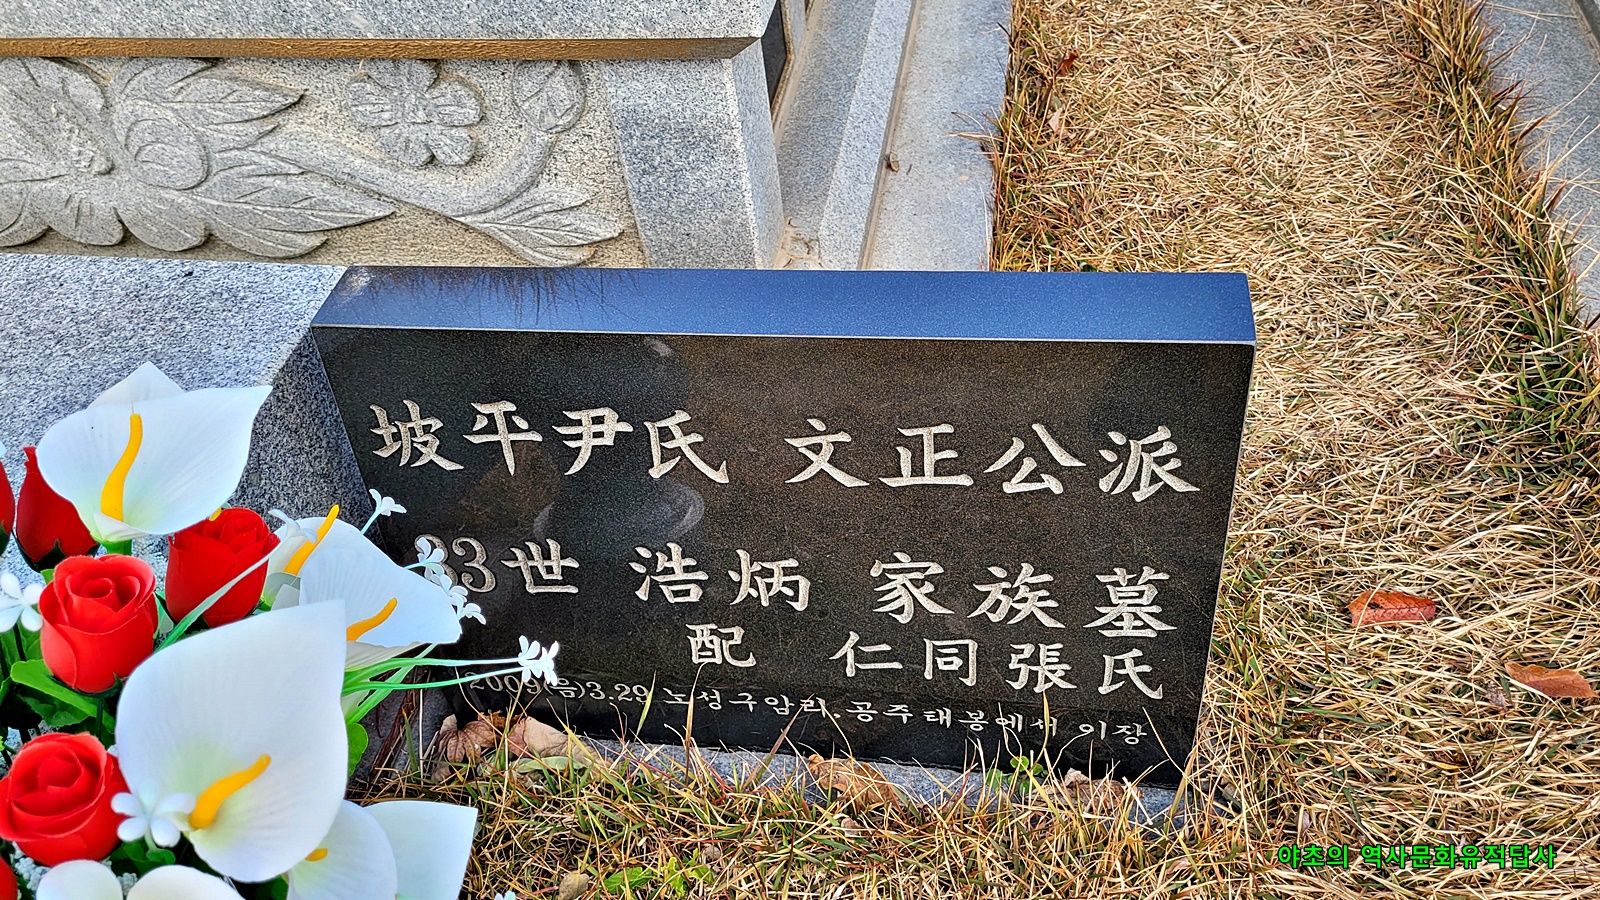 坡平尹氏 文正公派
33世 浩炳 家族墓
配 仁同張氏
2009(음)3.29 노성구암리.공주태봉에서 이장
야초의 역사문화유적답사